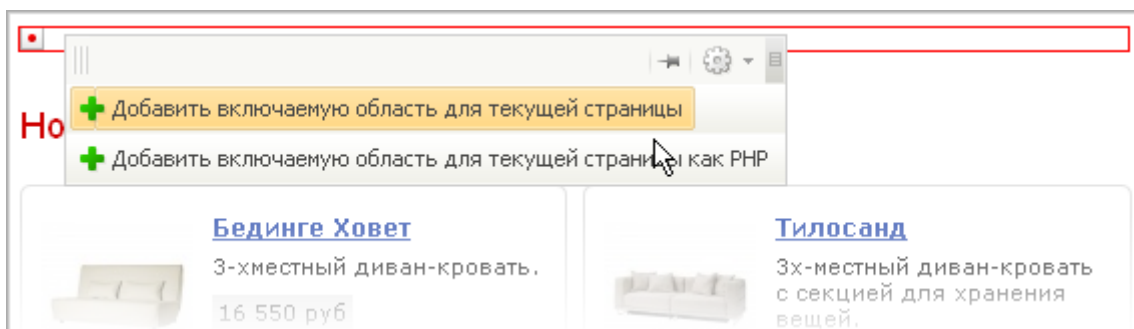 Добавить включаемую область для текущей страницы
Но
Добавить включаемую область для текущей страницы как PHP
Бединге Ховет
3-хместный диван-кровать.
16 550 руб
Тилосанд
3х-местный диван-кровать
с секцией для хранения
вещей.